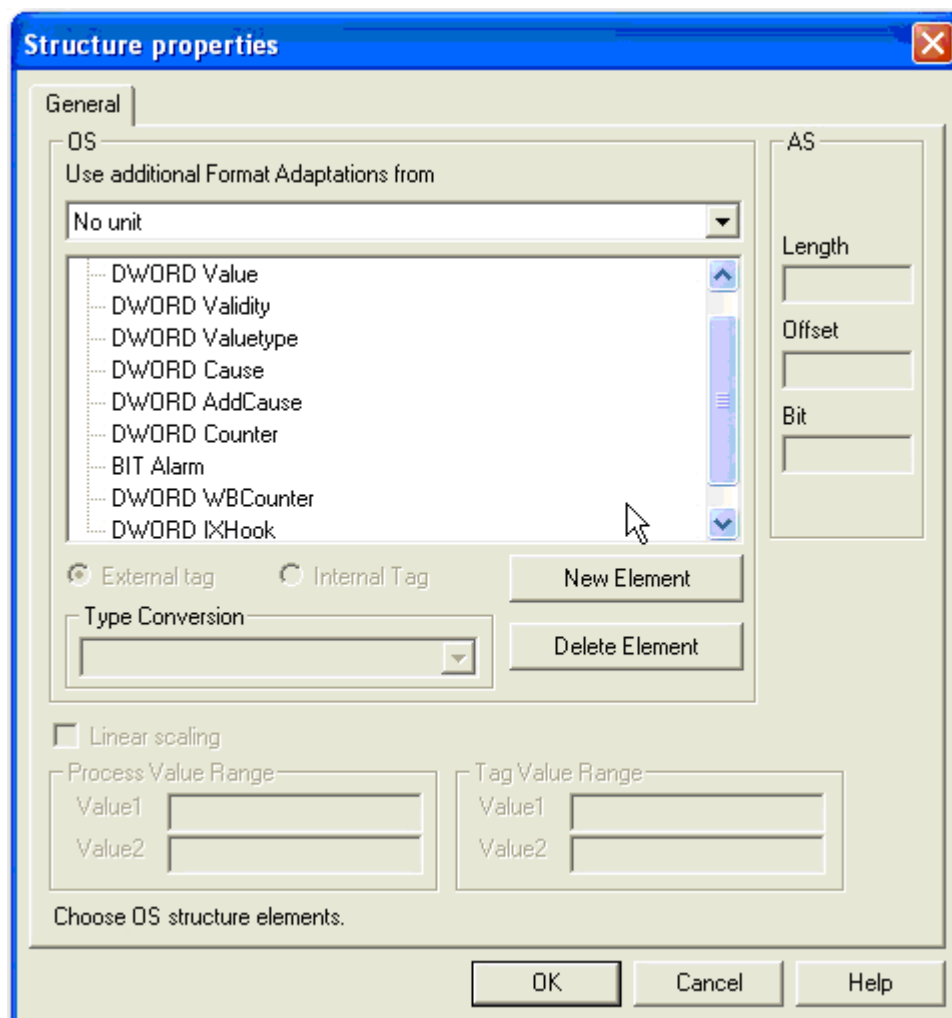 Structure properties
General
OS
Use additional Format Adaptations from
No unit
DWORD Value
DWORD Validity
DWORD Valuetype
DWORD Cause
DWORD AddCause
DWORD Counter
BIT Alarm
DWORD WBCounter
DWORD IXHook
External tag
Internal Tag
New Element
Type Conversion
Delete Element
AS
Length
Offset
Bit
Linear scaling
Process Value Range
Value1
Value2
Tag Value Range
Value1
Value2
Choose OS structure elements.
OK
Cancel
Help